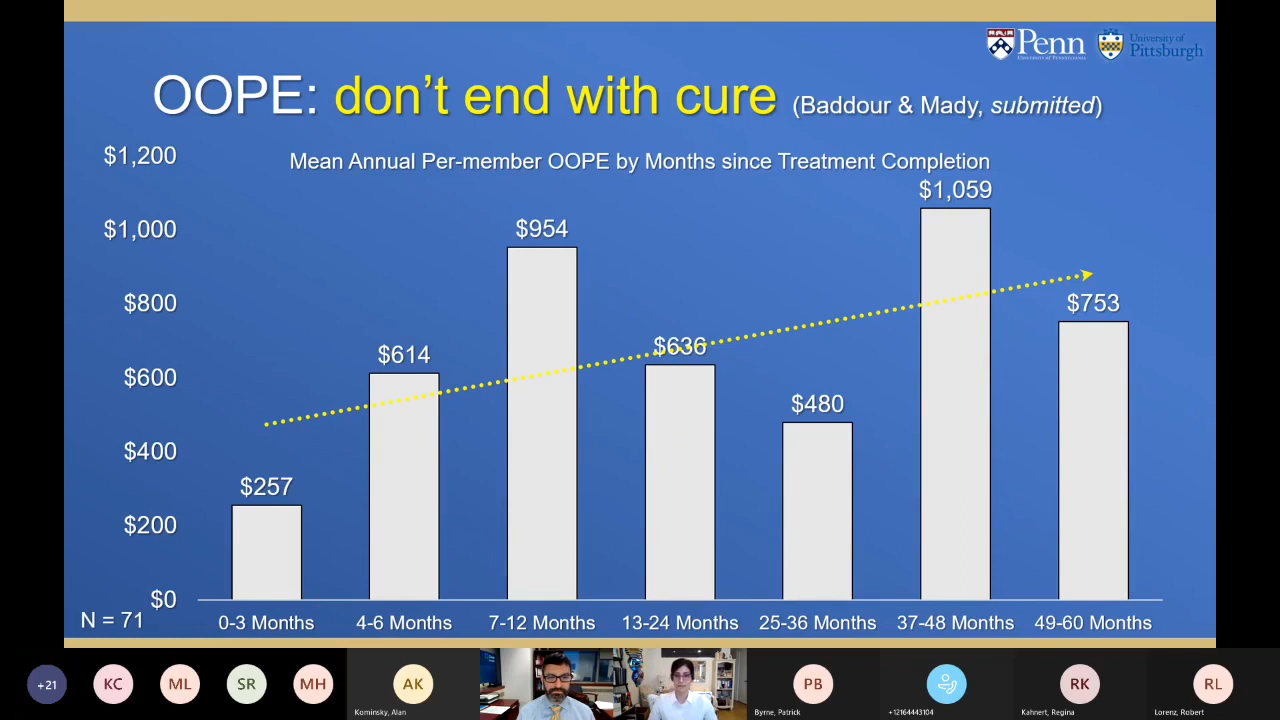 Penn
UNIVERSITY OF PENNSYLVANIA
University of
Pittsburgh
OOPE: don't end with cure (Baddour & Mady, submitted)
Mean Annual Per-member OOPE by Months since Treatment Completion
$1,200
$1,000
$800
$600
$400
$200
$0
$257
$614
$954
$636
$480
$1,059
$753
N = 71
0-3 Months
4-6 Months
7-12 Months
13-24 Months
25-36 Months
37-48 Months
49-60 Months
+21
KC
ML
SR
MH
AK
Kominsky, Alan
PB
Byrne, Patrick
+12164443104
RK
Kahnert, Regina
RL
Lorenz, Robert